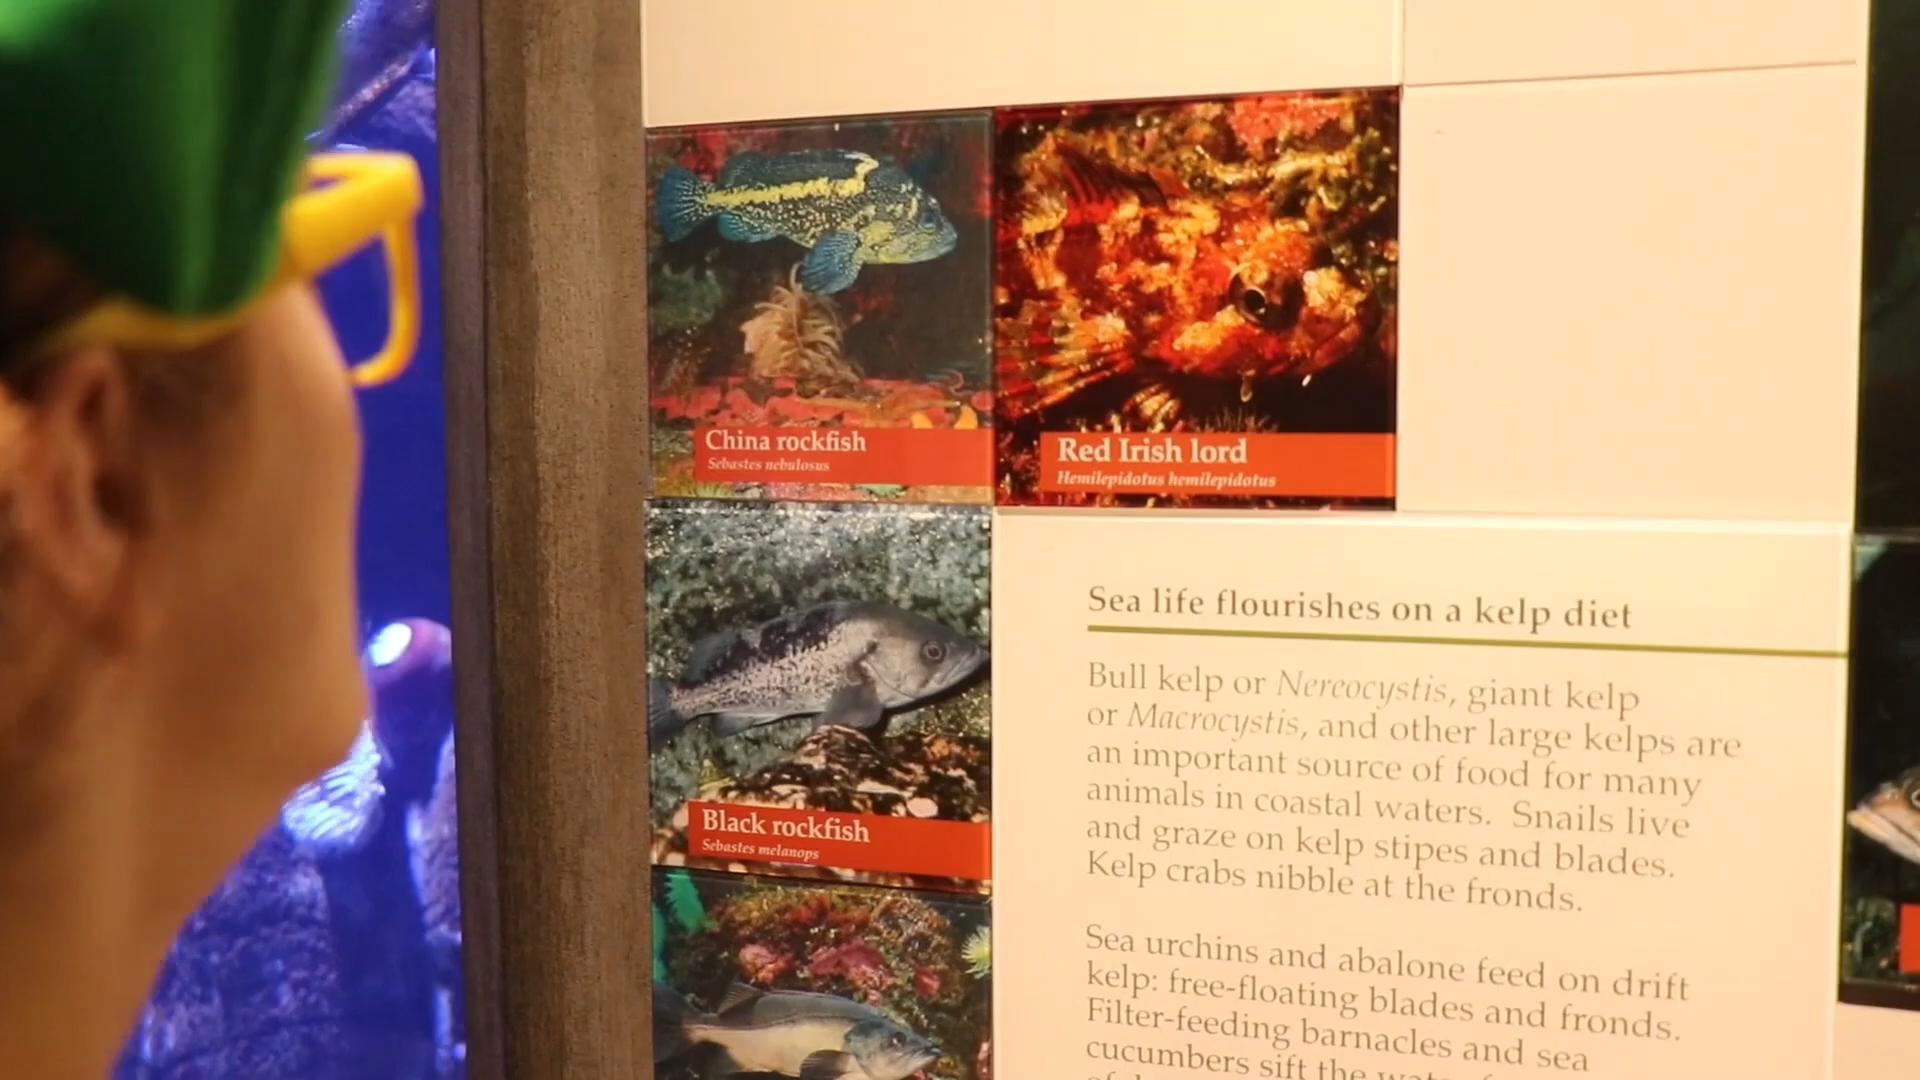 China rockfish
Sebastes nebulosus
Red Irish lord
Hemilepidotus hemilepidotus
Black rockfish
Sebastes melanops
Sea life flourishes on a kelp diet
Bull kelp or Nereocystis, giant kelp
or Macrocystis, and other large kelps are
an important source of food for many
animals in coastal waters. Snails live
and graze on kelp stipes and blades.
Kelp crabs nibble at the fronds.
Sea urchins and abalone feed on drift
kelp: free-floating blades and fronds.
Filter-feeding barnacles and sea
cucumbers sift the